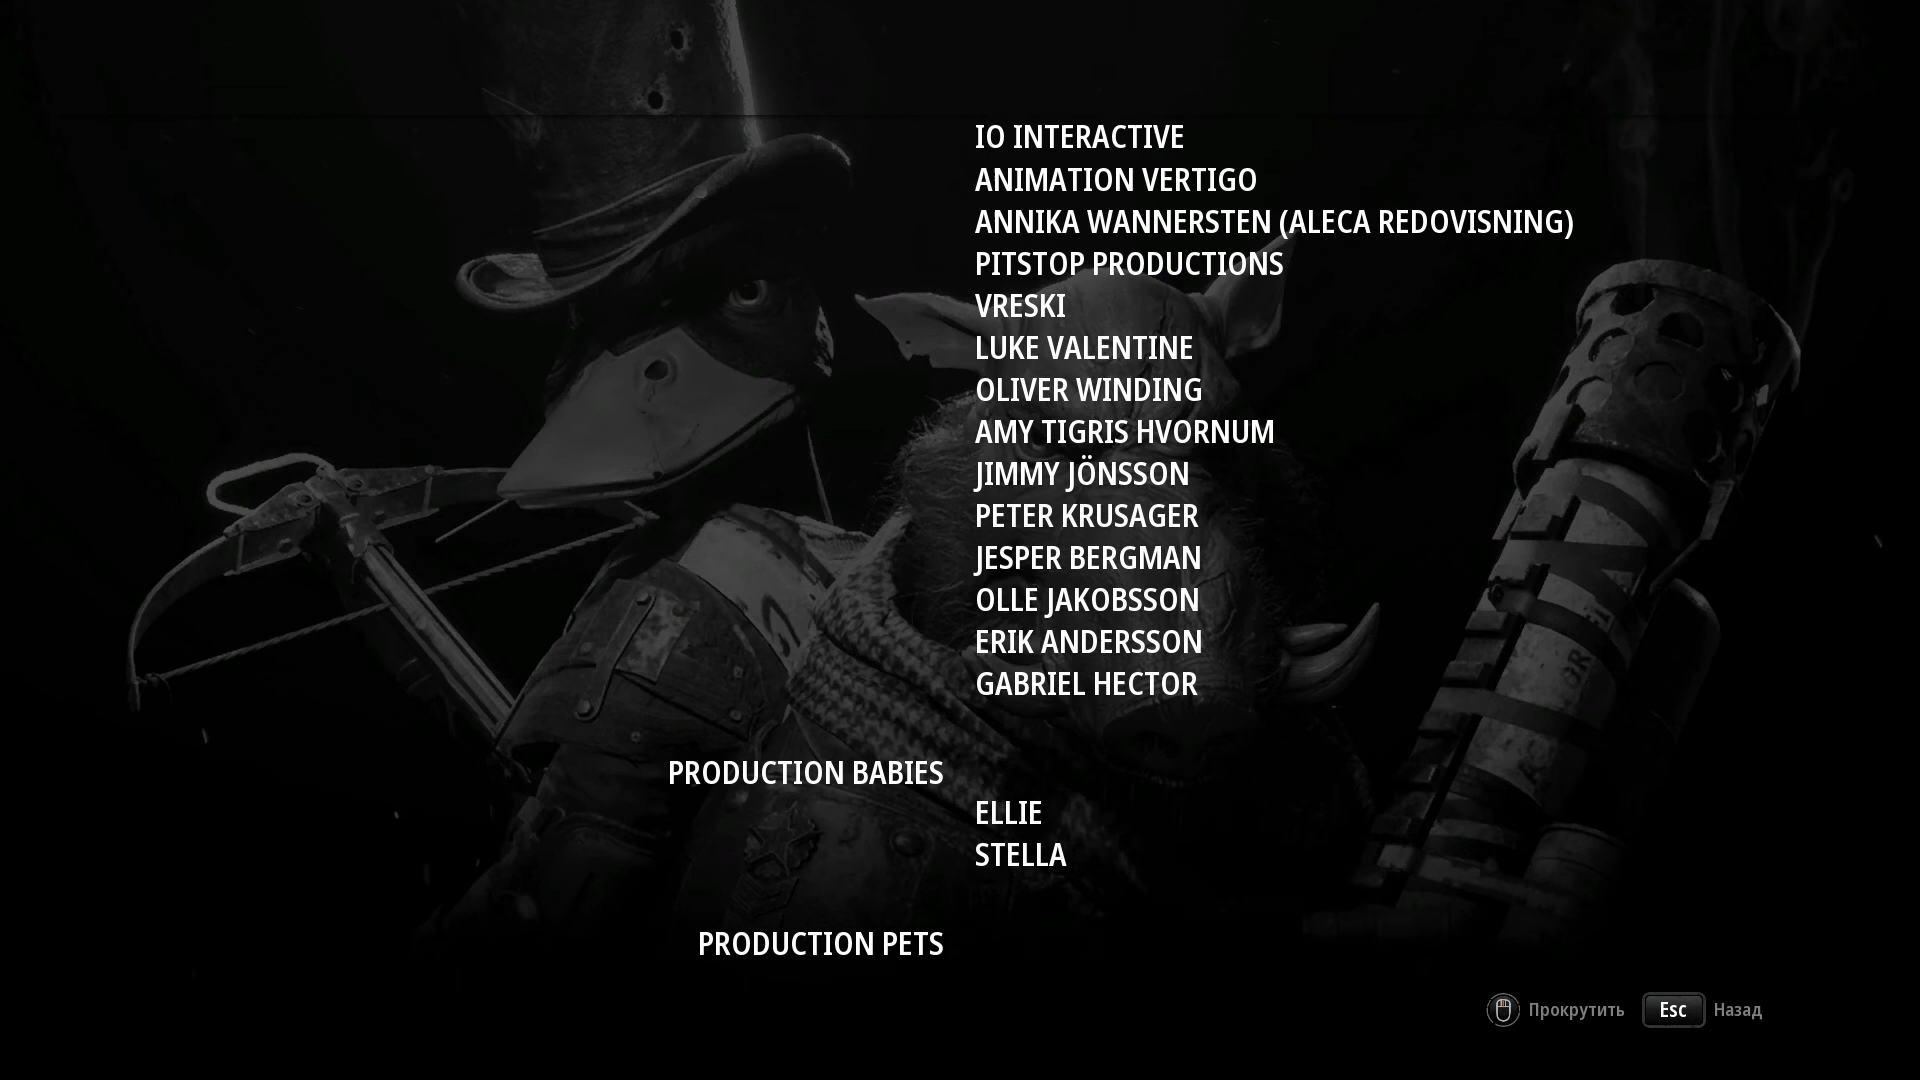 IO INTERACTIVE
ANIMATION VERTIGO
ANNIKA WANNERSTEN (ALECA REDOVISNING)
PITSTOP PRODUCTIONS
VRESKI
LUKE VALENTINE
OLIVER WINDING
AMY TIGRIS HVORNUM
JIMMY JÖNSSON
PETER KRUSAGER
JESPER BERGMAN
OLLE JAKOBSSON
ERIK ANDERSSON
GABRIEL HECTOR
PRODUCTION BABIES
ELLIE
STELLA
PRODUCTION PETS
Прокрутить Esc Назад